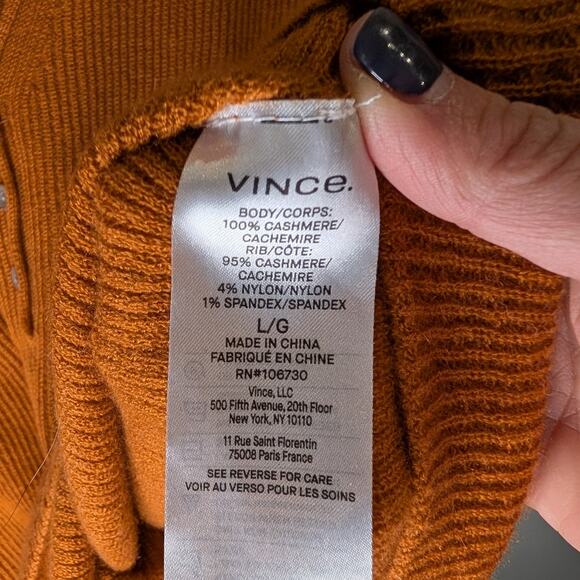 VINCe.
BODY/CORPS:
100% CASHMERE/
CACHEMIRE
RIB/CÔTE:
95% CASHMERE/
CACHEMIRE
4% NYLON/NYLON
1% SPANDEX/SPANDEX
L/G
MADE IN CHINA
FABRIQUÉ EN CHINE
RN#106730
Vince, LLC
500 Fifth Avenue, 20th Floor
New York, NY 10110
11 Rue Saint Florentin
75008 Paris France
SEE REVERSE FOR CARE
VOIR AU VERSO POUR LES SOINS